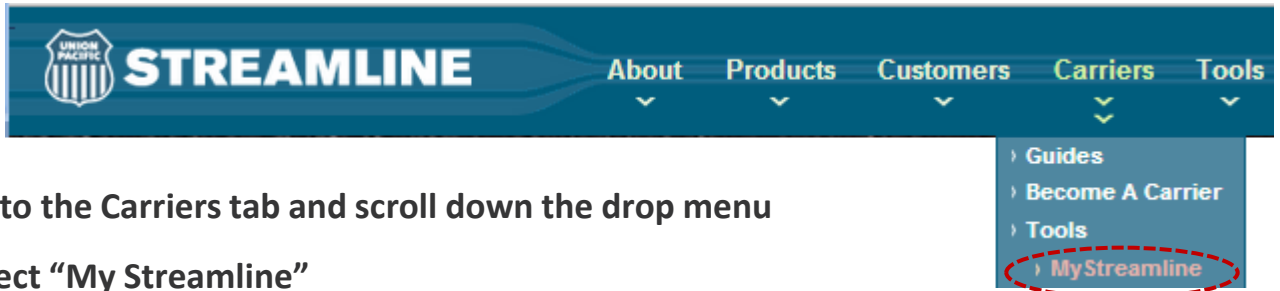 UNION
PACIFIC
STREAMLINE
About Products Customers Carriers Tools
Guides
Become A Carrier
to the Carriers tab and scroll down the drop menu
Tools
MyStreamline
ect “My Streamline”